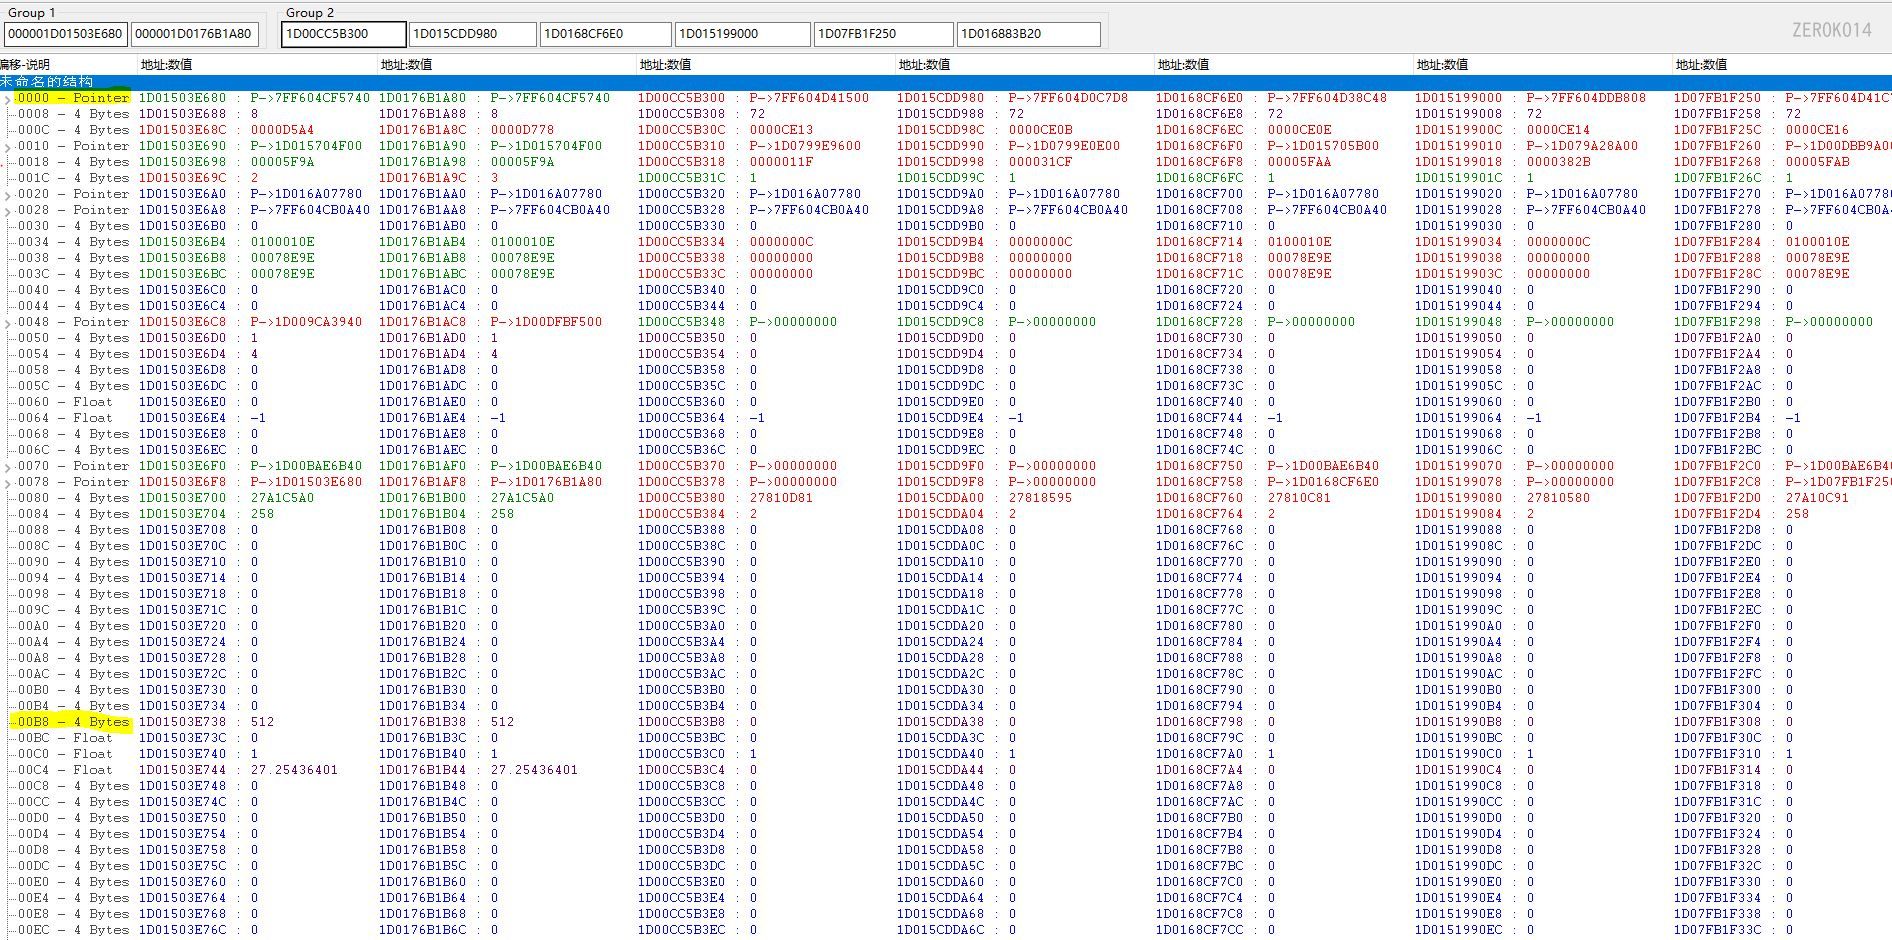 Group 1
Group 2
000001D01503E680 000001D0176B1A80 1D00CC5B300 1D015CDD980 1D0168CF6E0 1D015199000 1D07FB1F250 1D016883B20
ZER0K014
偏移-说明 地址:数值 地址:数值 地址:数值 地址:数值 地址:数值 地址:数值 地址:数值
未命名的结构
0000 - Pointer 1D01503E680 : P->7FF604CF5740 1D0176B1A80 : P->7FF604CF5740 1D00CC5B300 : P->7FF604D41500 1D015CDD980 : P->7FF604D0C7D8 1D0168CF6E0 : P->7FF604D38C48 1D015199000 : P->7FF604DDB808 1D07FB1F250 : P->7FF604D41C
0008 - 4 Bytes 1D01503E688 : 8 1D0176B1A88 : 8 1D00CC5B308 : 72 1D015CDD988 : 72 1D0168CF6E8 : 72 1D015199008 : 72 1D07FB1F258 : 72
000C - 4 Bytes 1D01503E68C : 0000D5A4 1D0176B1A8C : 0000D778 1D00CC5B30C : 0000CE13 1D015CDD98C : 0000CE0B 1D0168CF6EC : 0000CE0E 1D01519900C : 0000CE14 1D07FB1F25C : 0000CE16
0010 - Pointer 1D01503E690 : P->1D015704F00 1D0176B1A90 : P->1D015704F00 1D00CC5B310 : P->1D0799E9600 1D015CDD990 : P->1D0799E0E00 1D0168CF6F0 : P->1D015705B00 1D015199010 : P->1D079A28A00 1D07FB1F260 : P->1D00DBB9A00
0018 - 4 Bytes 1D01503E698 : 00005F9A 1D0176B1A98 : 00005F9A 1D00CC5B318 : 0000011F 1D015CDD998 : 000031CF 1D0168CF6F8 : 00005FAA 1D015199018 : 0000382B 1D07FB1F268 : 00005FAB
001C - 4 Bytes 1D01503E69C : 2 1D0176B1A9C : 3 1D00CC5B31C : 1 1D015CDD99C : 1 1D0168CF6FC : 1 1D01519901C : 1 1D07FB1F26C : 1
0020 - Pointer 1D01503E6A0 : P->1D016A07780 1D0176B1AA0 : P->1D016A07780 1D00CC5B320 : P->1D016A07780 1D015CDD9A0 : P->1D016A07780 1D0168CF700 : P->1D016A07780 1D015199020 : P->1D016A07780 1D07FB1F270 : P->1D016A07780
0028 - Pointer 1D01503E6A8 : P->7FF604CB0A40 1D0176B1AA8 : P->7FF604CB0A40 1D00CC5B328 : P->7FF604CB0A40 1D015CDD9A8 : P->7FF604CB0A40 1D0168CF708 : P->7FF604CB0A40 1D015199028 : P->7FF604CB0A40 1D07FB1F278 : P->7FF604CB0A4
0030 - 4 Bytes 1D01503E6B0 : 0 1D0176B1AB0 : 0 1D00CC5B330 : 0 1D015CDD9B0 : 0 1D0168CF710 : 0 1D015199030 : 0 1D07FB1F280 : 0
0034 - 4 Bytes 1D01503E6B4 : 0100010E 1D0176B1AB4 : 0100010E 1D00CC5B334 : 0000000C 1D015CDD9B4 : 0000000C 1D0168CF714 : 0100010E 1D015199034 : 0000000C 1D07FB1F284 : 0100010E
0038 - 4 Bytes 1D01503E6B8 : 00078E9E 1D0176B1AB8 : 00078E9E 1D00CC5B338 : 00000000 1D015CDD9B8 : 00000000 1D0168CF718 : 00078E9E 1D015199038 : 00000000 1D07FB1F288 : 00078E9E
003C - 4 Bytes 1D01503E6BC : 00078E9E 1D0176B1ABC : 00078E9E 1D00CC5B33C : 00000000 1D015CDD9BC : 00000000 1D0168CF71C : 00078E9E 1D01519903C : 00000000 1D07FB1F28C : 00078E9E
0040 - 4 Bytes 1D01503E6C0 : 0 1D0176B1AC0 : 0 1D00CC5B340 : 0 1D015CDD9C0 : 0 1D0168CF720 : 0 1D015199040 : 0 1D07FB1F290 : 0
0044 - 4 Bytes 1D01503E6C4 : 0 1D0176B1AC4 : 0 1D00CC5B344 : 0 1D015CDD9C4 : 0 1D0168CF724 : 0 1D015199044 : 0 1D07FB1F294 : 0
0048 - Pointer 1D01503E6C8 : P->1D009CA3940 1D0176B1AC8 : P->1D00DFBF500 1D00CC5B348 : P->00000000 1D015CDD9C8 : P->00000000 1D0168CF728 : P->00000000 1D015199048 : P->00000000 1D07FB1F298 : P->00000000
0050 - 4 Bytes 1D01503E6D0 : 1 1D0176B1AD0 : 1 1D00CC5B350 : 0 1D015CDD9D0 : 0 1D0168CF730 : 0 1D015199050 : 0 1D07FB1F2A0 : 0
0054 - 4 Bytes 1D01503E6D4 : 4 1D0176B1AD4 : 4 1D00CC5B354 : 0 1D015CDD9D4 : 0 1D0168CF734 : 0 1D015199054 : 0 1D07FB1F2A4 : 0
0058 - 4 Bytes 1D01503E6D8 : 0 1D0176B1AD8 : 0 1D00CC5B358 : 0 1D015CDD9D8 : 0 1D0168CF738 : 0 1D015199058 : 0 1D07FB1F2A8 : 0
005C - 4 Bytes 1D01503E6DC : 0 1D0176B1ADC : 0 1D00CC5B35C : 0 1D015CDD9DC : 0 1D0168CF73C : 0 1D01519905C : 0 1D07FB1F2AC : 0
0060 - Float 1D01503E6E0 : 0 1D0176B1AE0 : 0 1D00CC5B360 : 0 1D015CDD9E0 : 0 1D0168CF740 : 0 1D015199060 : 0 1D07FB1F2B0 : 0
0064 - Float 1D01503E6E4 : -1 1D0176B1AE4 : -1 1D00CC5B364 : -1 1D015CDD9E4 : -1 1D0168CF744 : -1 1D015199064 : -1 1D07FB1F2B4 : -1
0068 - 4 Bytes 1D01503E6E8 : 0 1D0176B1AE8 : 0 1D00CC5B368 : 0 1D015CDD9E8 : 0 1D0168CF748 : 0 1D015199068 : 0 1D07FB1F2B8 : 0
006C - 4 Bytes 1D01503E6EC : 0 1D0176B1AEC : 0 1D00CC5B36C : 0 1D015CDD9EC : 0 1D0168CF74C : 0 1D01519906C : 0 1D07FB1F2BC : 0
0070 - Pointer 1D01503E6F0 : P->1D00BAE6B40 1D0176B1AF0 : P->1D00BAE6B40 1D00CC5B370 : P->00000000 1D015CDD9F0 : P->00000000 1D0168CF750 : P->1D00BAE6B40 1D015199070 : P->00000000 1D07FB1F2C0 : P->1D00BAE6B40
0078 - Pointer 1D01503E6F8 : P->1D01503E680 1D0176B1AF8 : P->1D0176B1A80 1D00CC5B378 : P->00000000 1D015CDD9F8 : P->00000000 1D0168CF758 : P->1D0168CF6E0 1D015199078 : P->00000000 1D07FB1F2C8 : P->1D07FB1F250
0080 - 4 Bytes 1D01503E700 : 27A1C5A0 1D0176B1B00 : 27A1C5A0 1D00CC5B380 : 27810D81 1D015CDDA00 : 27818595 1D0168CF760 : 27810C81 1D015199080 : 27810580 1D07FB1F2D0 : 27A10C91
0084 - 4 Bytes 1D01503E704 : 258 1D0176B1B04 : 258 1D00CC5B384 : 2 1D015CDDA04 : 2 1D0168CF764 : 2 1D015199084 : 2 1D07FB1F2D4 : 258
0088 - 4 Bytes 1D01503E708 : 0 1D0176B1B08 : 0 1D00CC5B388 : 0 1D015CDDA08 : 0 1D0168CF768 : 0 1D015199088 : 0 1D07FB1F2D8 : 0
008C - 4 Bytes 1D01503E70C : 0 1D0176B1B0C : 0 1D00CC5B38C : 0 1D015CDDA0C : 0 1D0168CF76C : 0 1D01519908C : 0 1D07FB1F2DC : 0
0090 - 4 Bytes 1D01503E710 : 0 1D0176B1B10 : 0 1D00CC5B390 : 0 1D015CDDA10 : 0 1D0168CF770 : 0 1D015199090 : 0 1D07FB1F2E0 : 0
0094 - 4 Bytes 1D01503E714 : 0 1D0176B1B14 : 0 1D00CC5B394 : 0 1D015CDDA14 : 0 1D0168CF774 : 0 1D015199094 : 0 1D07FB1F2E4 : 0
0098 - 4 Bytes 1D01503E718 : 0 1D0176B1B18 : 0 1D00CC5B398 : 0 1D015CDDA18 : 0 1D0168CF778 : 0 1D015199098 : 0 1D07FB1F2E8 : 0
009C - 4 Bytes 1D01503E71C : 0 1D0176B1B1C : 0 1D00CC5B39C : 0 1D015CDDA1C : 0 1D0168CF77C : 0 1D01519909C : 0 1D07FB1F2EC : 0
00A0 - 4 Bytes 1D01503E720 : 0 1D0176B1B20 : 0 1D00CC5B3A0 : 0 1D015CDDA20 : 0 1D0168CF780 : 0 1D0151990A0 : 0 1D07FB1F2F0 : 0
00A4 - 4 Bytes 1D01503E724 : 0 1D0176B1B24 : 0 1D00CC5B3A4 : 0 1D015CDDA24 : 0 1D0168CF784 : 0 1D0151990A4 : 0 1D07FB1F2F4 : 0
00A8 - 4 Bytes 1D01503E728 : 0 1D0176B1B28 : 0 1D00CC5B3A8 : 0 1D015CDDA28 : 0 1D0168CF788 : 0 1D0151990A8 : 0 1D07FB1F2F8 : 0
00AC - 4 Bytes 1D01503E72C : 0 1D0176B1B2C : 0 1D00CC5B3AC : 0 1D015CDDA2C : 0 1D0168CF78C : 0 1D0151990AC : 0 1D07FB1F2FC : 0
00B0 - 4 Bytes 1D01503E730 : 0 1D0176B1B30 : 0 1D00CC5B3B0 : 0 1D015CDDA30 : 0 1D0168CF790 : 0 1D0151990B0 : 0 1D07FB1F300 : 0
00B4 - 4 Bytes 1D01503E734 : 0 1D0176B1B34 : 0 1D00CC5B3B4 : 0 1D015CDDA34 : 0 1D0168CF794 : 0 1D0151990B4 : 0 1D07FB1F304 : 0
00B8 - 4 Bytes 1D01503E738 : 512 1D0176B1B38 : 512 1D00CC5B3B8 : 0 1D015CDDA38 : 0 1D0168CF798 : 0 1D0151990B8 : 0 1D07FB1F308 : 0
00BC - Float 1D01503E73C : 0 1D0176B1B3C : 0 1D00CC5B3BC : 0 1D015CDDA3C : 0 1D0168CF79C : 0 1D0151990BC : 0 1D07FB1F30C : 0
00C0 - Float 1D01503E740 : 1 1D0176B1B40 : 1 1D00CC5B3C0 : 1 1D015CDDA40 : 1 1D0168CF7A0 : 1 1D0151990C0 : 1 1D07FB1F310 : 1
00C4 - Float 1D01503E744 : 27.25436401 1D0176B1B44 : 27.25436401 1D00CC5B3C4 : 0 1D015CDDA44 : 0 1D0168CF7A4 : 0 1D0151990C4 : 0 1D07FB1F314 : 0
00C8 - 4 Bytes 1D01503E748 : 0 1D0176B1B48 : 0 1D00CC5B3C8 : 0 1D015CDDA48 : 0 1D0168CF7A8 : 0 1D0151990C8 : 0 1D07FB1F318 : 0
00CC - 4 Bytes 1D01503E74C : 0 1D0176B1B4C : 0 1D00CC5B3CC : 0 1D015CDDA4C : 0 1D0168CF7AC : 0 1D0151990CC : 0 1D07FB1F31C : 0
00D0 - 4 Bytes 1D01503E750 : 0 1D0176B1B50 : 0 1D00CC5B3D0 : 0 1D015CDDA50 : 0 1D0168CF7B0 : 0 1D0151990D0 : 0 1D07FB1F320 : 0
00D4 - 4 Bytes 1D01503E754 : 0 1D0176B1B54 : 0 1D00CC5B3D4 : 0 1D015CDDA54 : 0 1D0168CF7B4 : 0 1D0151990D4 : 0 1D07FB1F324 : 0
00D8 - 4 Bytes 1D01503E758 : 0 1D0176B1B58 : 0 1D00CC5B3D8 : 0 1D015CDDA58 : 0 1D0168CF7B8 : 0 1D0151990D8 : 0 1D07FB1F328 : 0
00DC - 4 Bytes 1D01503E75C : 0 1D0176B1B5C : 0 1D00CC5B3DC : 0 1D015CDDA5C : 0 1D0168CF7BC : 0 1D0151990DC : 0 1D07FB1F32C : 0
00E0 - 4 Bytes 1D01503E760 : 0 1D0176B1B60 : 0 1D00CC5B3E0 : 0 1D015CDDA60 : 0 1D0168CF7C0 : 0 1D0151990E0 : 0 1D07FB1F330 : 0
00E4 - 4 Bytes 1D01503E764 : 0 1D0176B1B64 : 0 1D00CC5B3E4 : 0 1D015CDDA64 : 0 1D0168CF7C4 : 0 1D0151990E4 : 0 1D07FB1F334 : 0
00E8 - 4 Bytes 1D01503E768 : 0 1D0176B1B68 : 0 1D00CC5B3E8 : 0 1D015CDDA68 : 0 1D0168CF7C8 : 0 1D0151990E8 : 0 1D07FB1F338 : 0
00EC - 4 Bytes 1D01503E76C : 0 1D0176B1B6C : 0 1D00CC5B3EC : 0 1D015CDDA6C : 0 1D0168CF7CC : 0 1D0151990EC : 0 1D07FB1F33C : 0